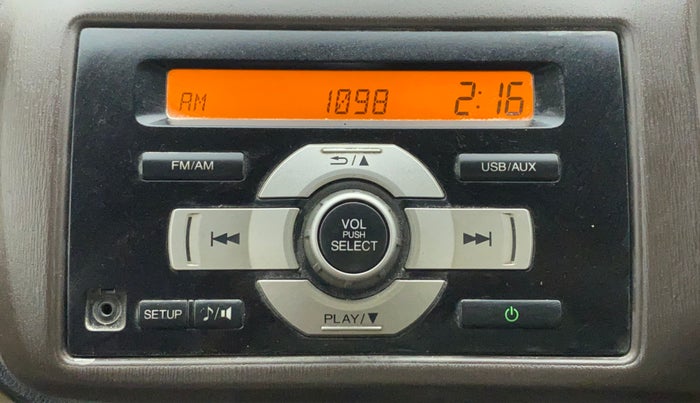 AM 1098 2:16
FM/AM
USB/AUX
VOL
PUSH
SELECT
SETUP
PLAY/